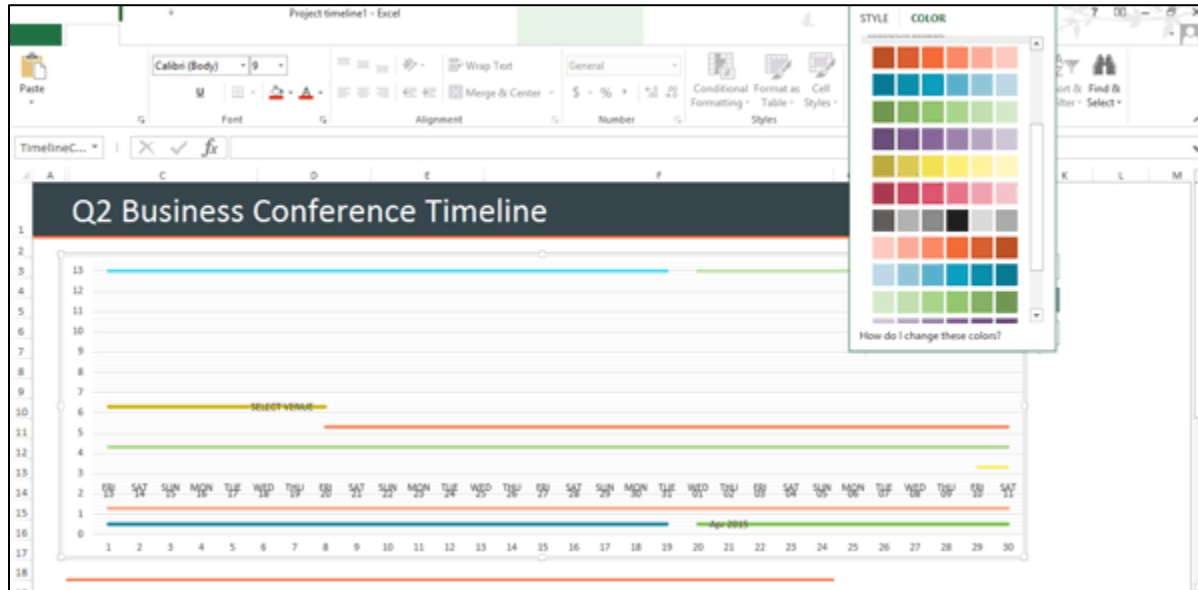 Project timeline1 - Excel
?
STYLE COLOR
Paste
Calibri (Body) 9
Wrap Text
General
U
A
Merge & Center
$ - % ,
Conditional Formatting
Format as Table
Cell Styles
Find & Select
Font
Alignment
Number
Styles
TimelineC...
fx
A C D E F K L M
Q2 Business Conference Timeline
1
2
3
4
5
6
7
8
9
10
11
12
13
14
15
16
17
18
13
12
11
10
9
8
7
6
5
4
3
2
1
0
SELECT VENUE
FRI SAT SUN MON TUE WED THU FRI SAT SUN MON TUE WED THU FRI SAT SUN MON TUE WED THU FRI SAT SUN MON TUE WED THU FRI SAT
13 14 15 16 17 18 19 20 21 22 23 24 25 26 27 28 29 30 31 01 02 03 04 05 06 07 08 09 10 11
Apr 2015
1 2 3 4 5 6 7 8 9 10 11 12 13 14 15 16 17 18 19 20 21 22 23 24 25 26 27 28 29 30
How do I change these colors?